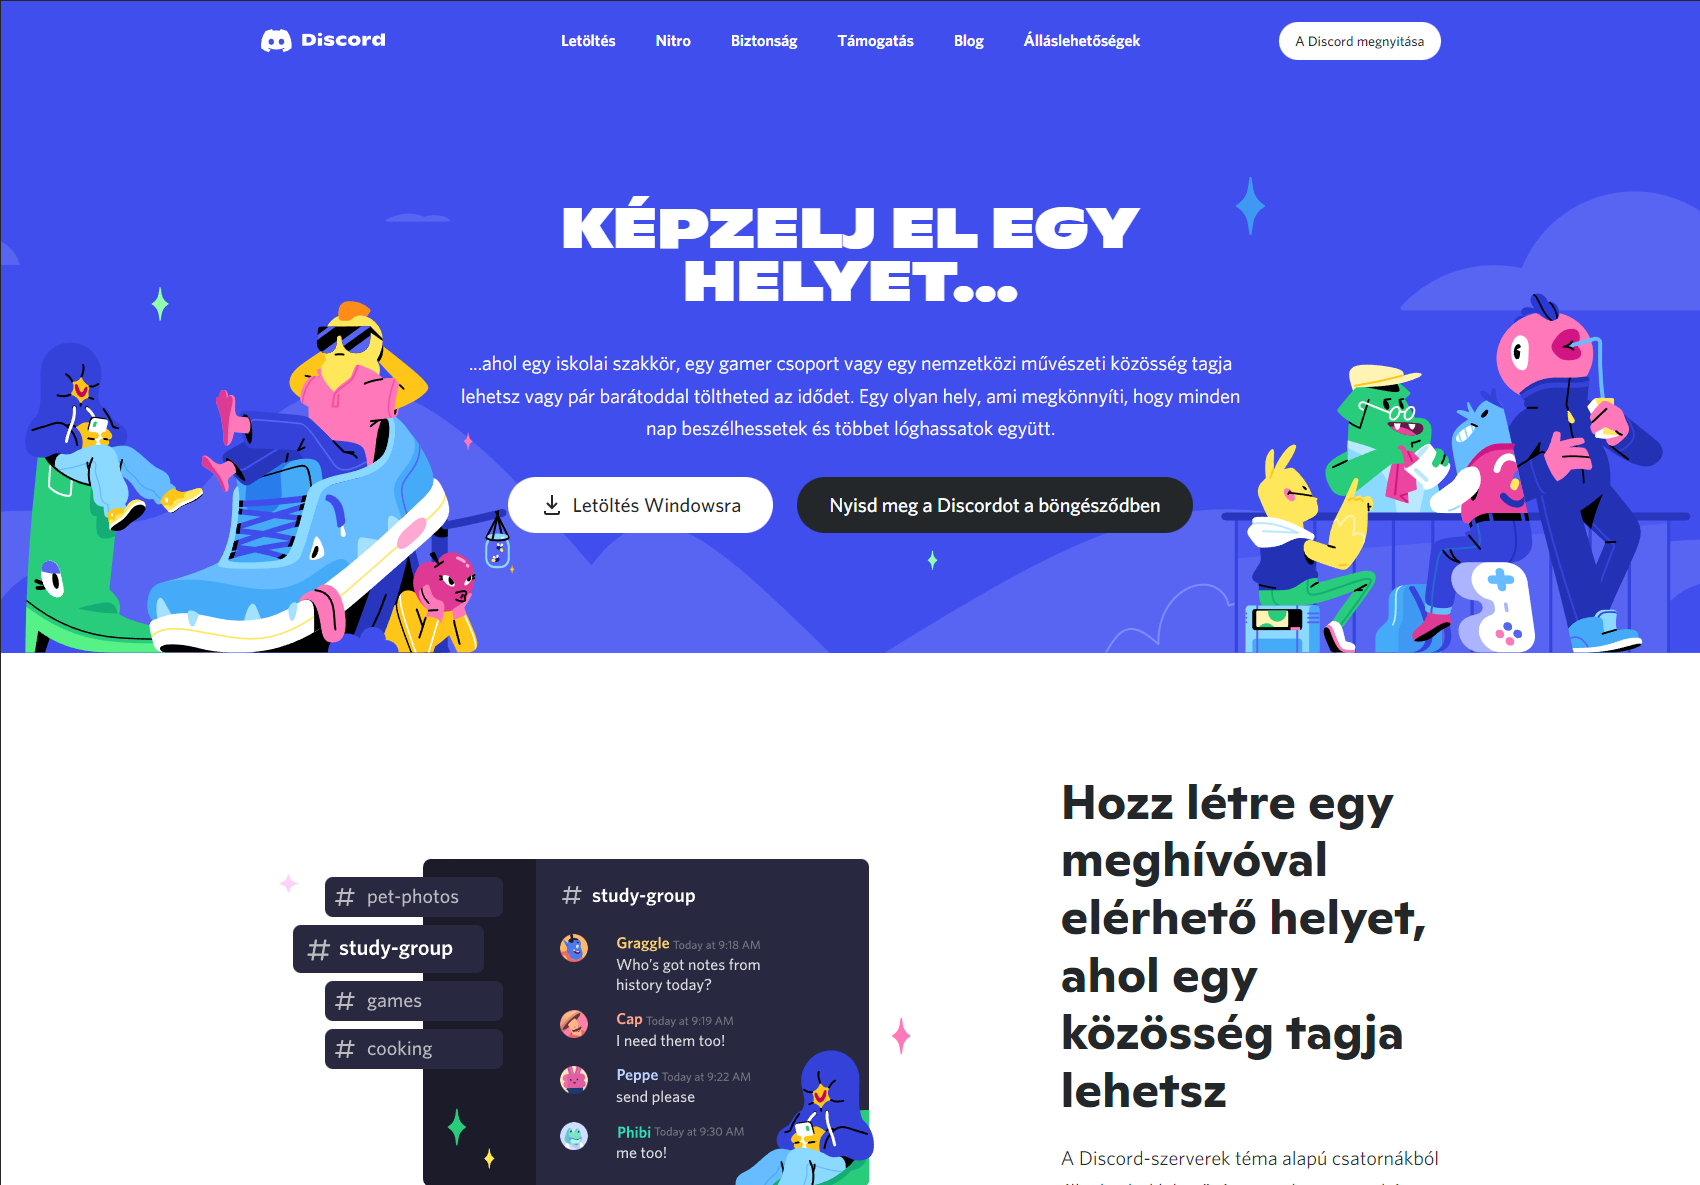 Discord
Letöltés
Nitro
Biztonság
Támogatás
Blog
Álláslehetőségek
A Discord megnyitása
KÉPZELJ EL EGY
HELYET...
...ahol egy iskolai szakkör, egy gamer csoport vagy egy nemzetközi művészeti közösség tagja
lehetsz vagy pár barátoddal töltheted az idődet. Egy olyan hely, ami megkönnyíti, hogy minden
nap beszélhessetek és többet lóghassatok együtt.
Letöltés Windowsra
Nyisd meg a Discordot a böngésződben
# pet-photos
# study-group
# games
# cooking
# study-group
Graggle Today at 9:18 AM
Who's got notes from
history today?
Cap Today at 9:19 AM
I need them too!
Peppe Today at 9:22 AM
send please
Phibi Today at 9:30 AM
me too!
Hozz létre egy
meghívóval
elérhető helyet,
ahol egy
közösség tagja
lehetsz
A Discord-szerverek téma alapú csatornákból